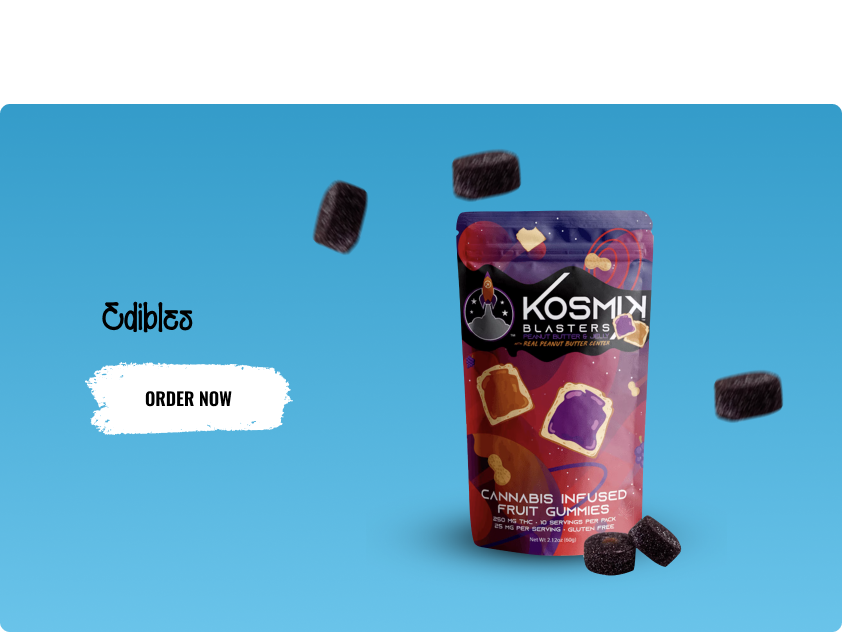 Edibles
ORDER NOW
KOSMIK
BLASTERS
PEANUT BUTTER & JELLY
WITH REAL PEANUT BUTTER CENTER
CANNABIS INFUSED
FRUIT GUMMIES
250 MG THC • 10 SERVINGS PER PACK
25 MG PER SERVING • GLUTEN FREE
Net Wt 2.12oz (60g)